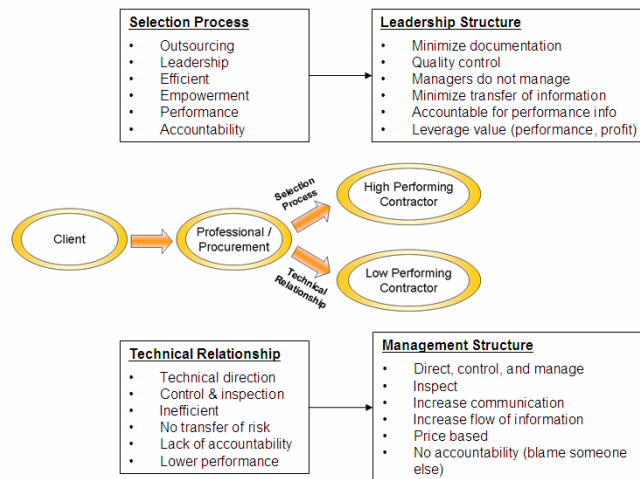 Selection Process
• Outsourcing
• Leadership
• Efficient
• Empowerment
• Performance
• Accountability
Leadership Structure
• Minimize documentation
• Quality control
• Managers do not manage
• Minimize transfer of information
• Accountable for performance info
• Leverage value (performance, profit)
Client
Professional /
Procurement
Selection
Process
High Performing
Contractor
Technical
Relationship
Low Performing
Contractor
Technical Relationship
• Technical direction
• Control & inspection
• Inefficient
• No transfer of risk
• Lack of accountability
• Lower performance
Management Structure
• Direct, control, and manage
• Inspect
• Increase communication
• Increase flow of information
• Price based
• No accountability (blame someone
else)